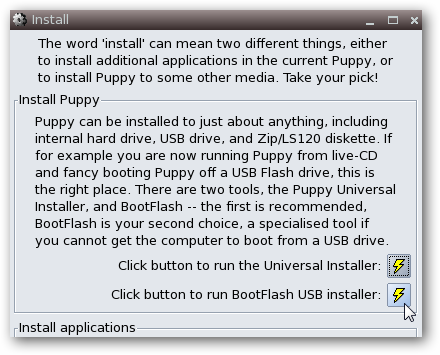 Install
The word 'install' can mean two different things, either
to install additional applications in the current Puppy, or
to install Puppy to some other media. Take your pick!
Install Puppy
Puppy can be installed to just about anything, including
internal hard drive, USB drive, and Zip/LS120 diskette. If
for example you are now running Puppy from live-CD
and fancy booting Puppy off a USB Flash drive, this is
the right place. There are two tools, the Puppy Universal
Installer, and BootFlash -- the first is recommended,
BootFlash is your second choice, a specialised tool if
you cannot get the computer to boot from a USB drive.
Click button to run the Universal Installer:
Click button to run BootFlash USB installer:
Install applications